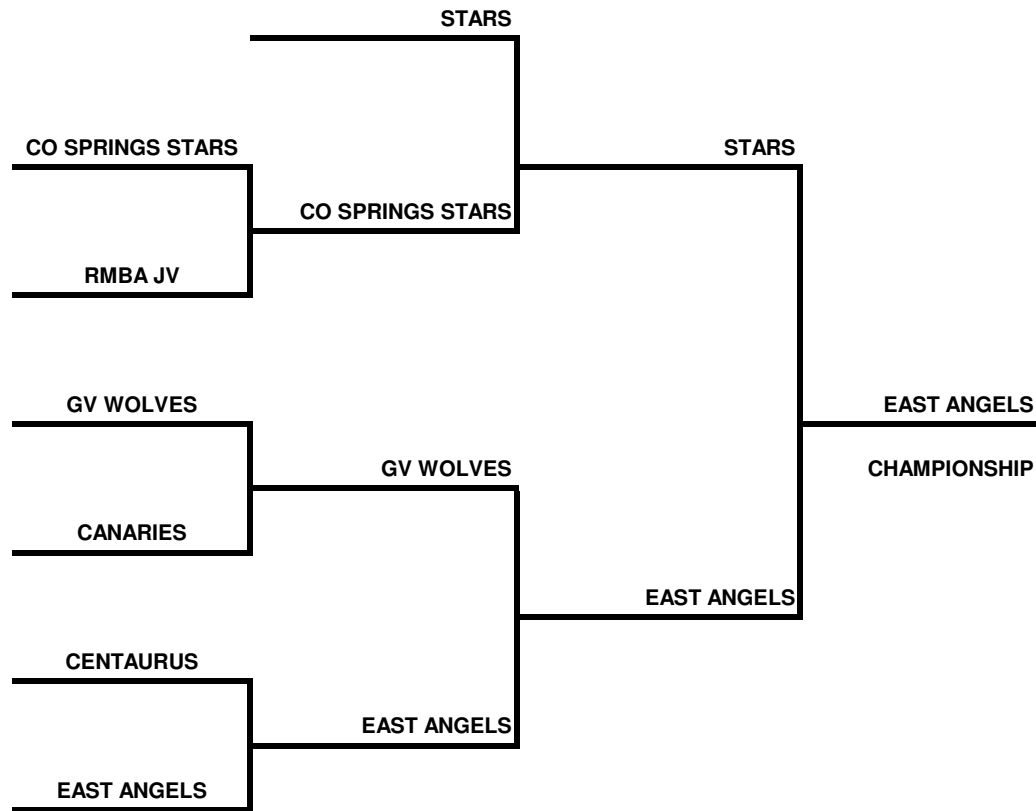 STARS
CO SPRINGS STARS
STARS
CO SPRINGS STARS
RMBA JV
GV WOLVES
EAST ANGELS
GV WOLVES
CHAMPIONSHIP
CANARIES
EAST ANGELS
CENTAURUS
EAST ANGELS
EAST ANGELS